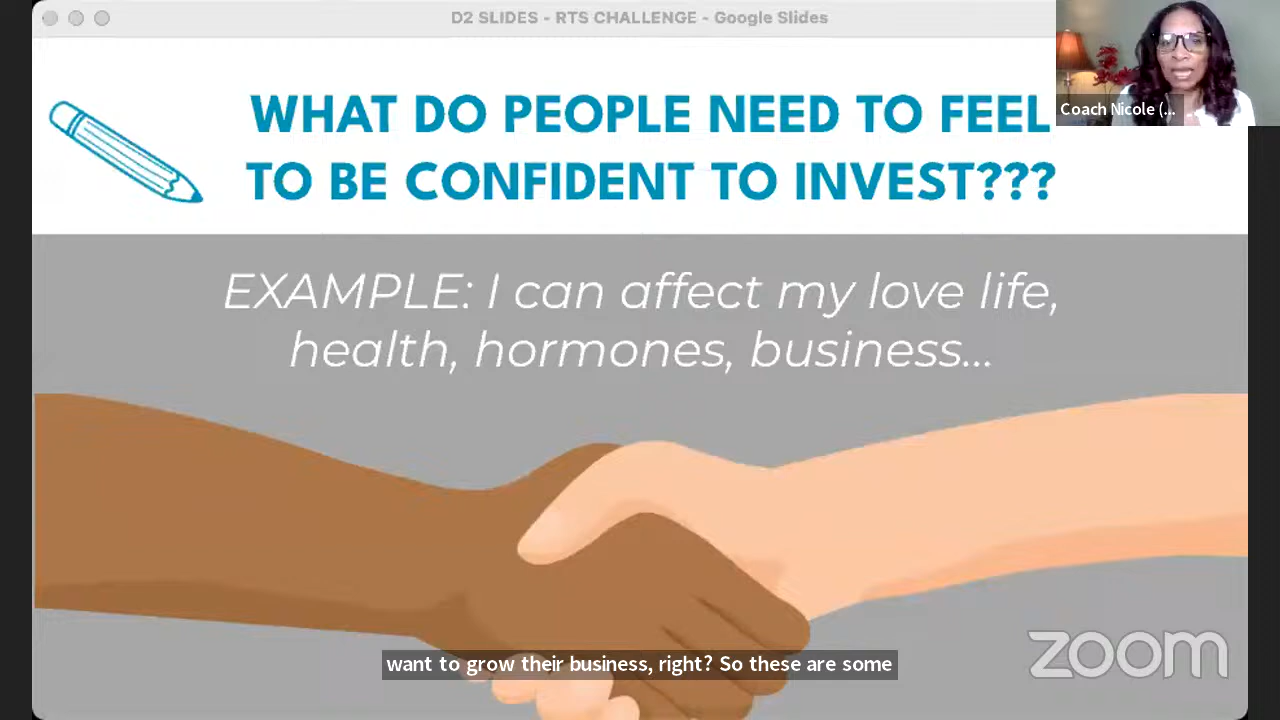 D2 SLIDES - RTS CHALLENGE - Google Slides
Coach Nicole (...
WHAT DO PEOPLE NEED TO FEEL
TO BE CONFIDENT TO INVEST???
EXAMPLE: I can affect my love life,
health, hormones, business...
want to grow their business, right? So these are some
zoom